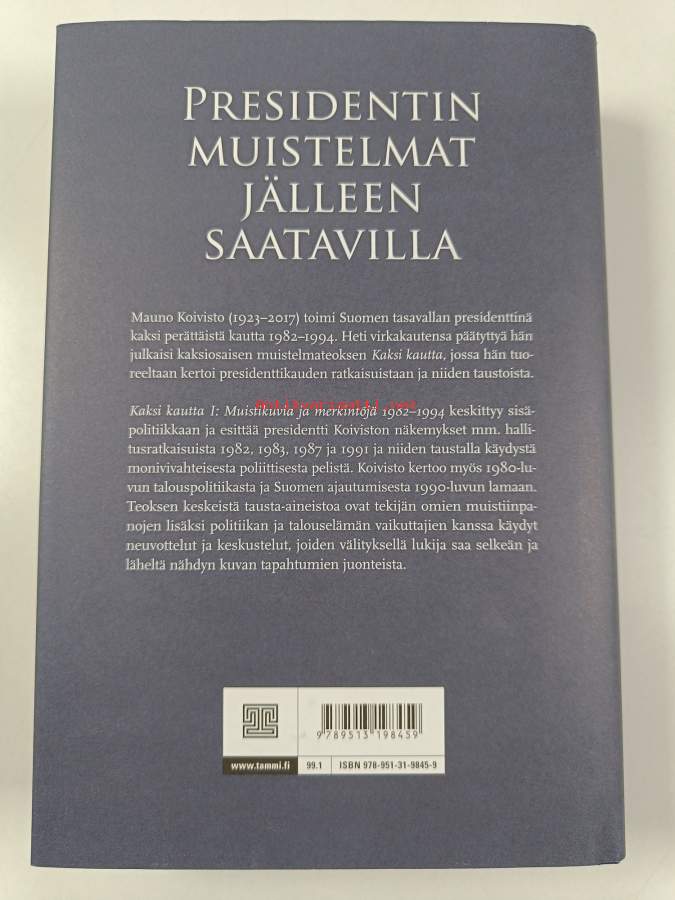 PRESIDENTIN
MUISTELMAT
JÄLLEEN
SAATAVILLA
Mauno Koivisto (1923–2017) toimi Suomen tasavallan presidenttinä
kaksi perättäistä kautta 1982–1994. Heti virkakautensa päätyttyä hän
julkaisi kaksiosaisen muistelmateoksen Kaksi kautta, jossa hän tuo-
reeltaan kertoi presidenttikauden ratkaisuistaan ja niiden taustoista.
Kaksi kautta I: Muistikuvia ja merkintöjä 1982–1994 keskittyy sisä-
politiikkaan ja esittää presidentti Koiviston näkemykset mm. halli-
tusratkaisuista 1982, 1983, 1987 ja 1991 ja niiden taustalla käydystä
monivivahteisesta poliittisesta pelistä. Koivisto kertoo myös 1980-lu-
vun talouspolitiikasta ja Suomen ajautumisesta 1990-luvun lamaan.
Teoksen keskeistä tausta-aineistoa ovat tekijän omien muistiinpa-
nojen lisäksi politiikan ja talouselämän vaikuttajien kanssa käydyt
neuvottelut ja keskustelut, joiden välityksellä lukija saa selkeän ja
läheltä nähdyn kuvan tapahtumien juonteista.
9 789513 198459
www.tammi.fi
99.1
ISBN 978-951-31-9845-9